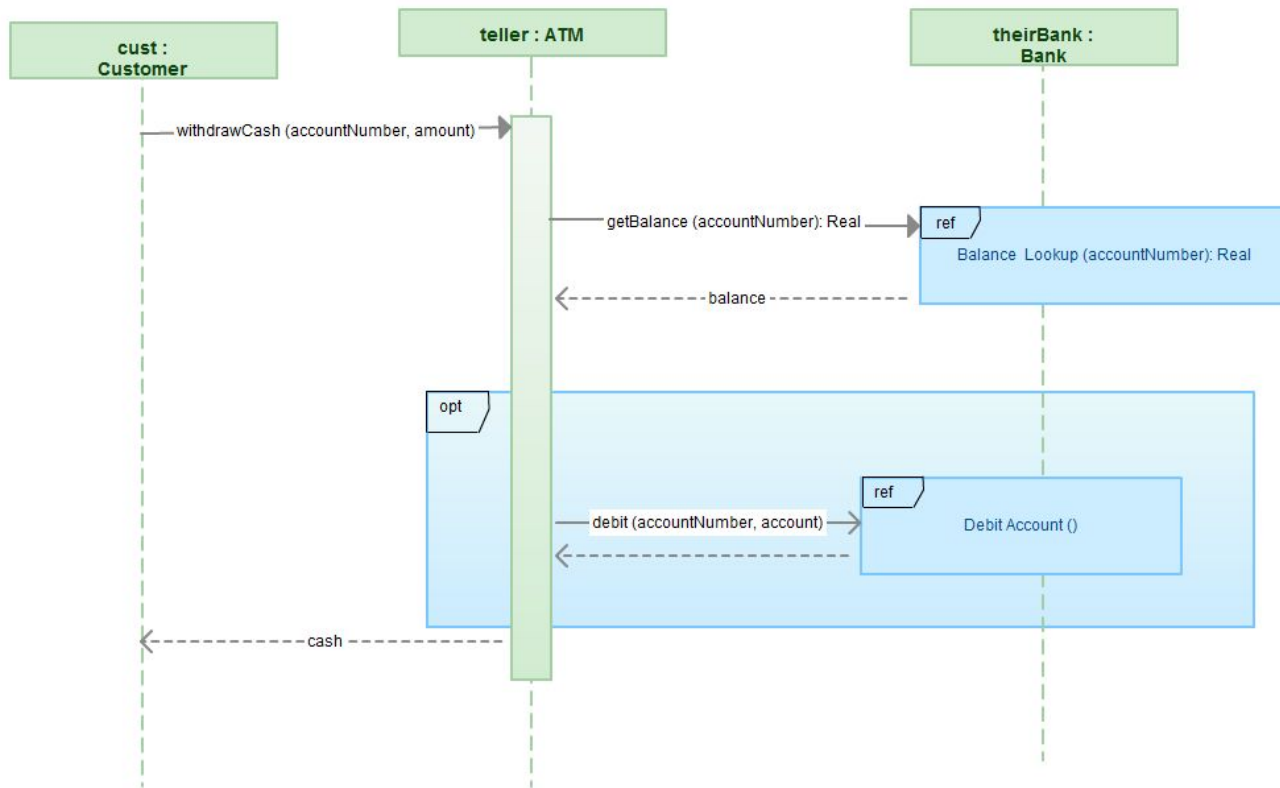 cust :
Customer
teller : ATM
theirBank :
Bank
withdrawCash (accountNumber, amount)
getBalance (accountNumber): Real
ref
Balance Lookup (accountNumber): Real
balance
opt
ref
debit (accountNumber, account)
Debit Account ()
cash